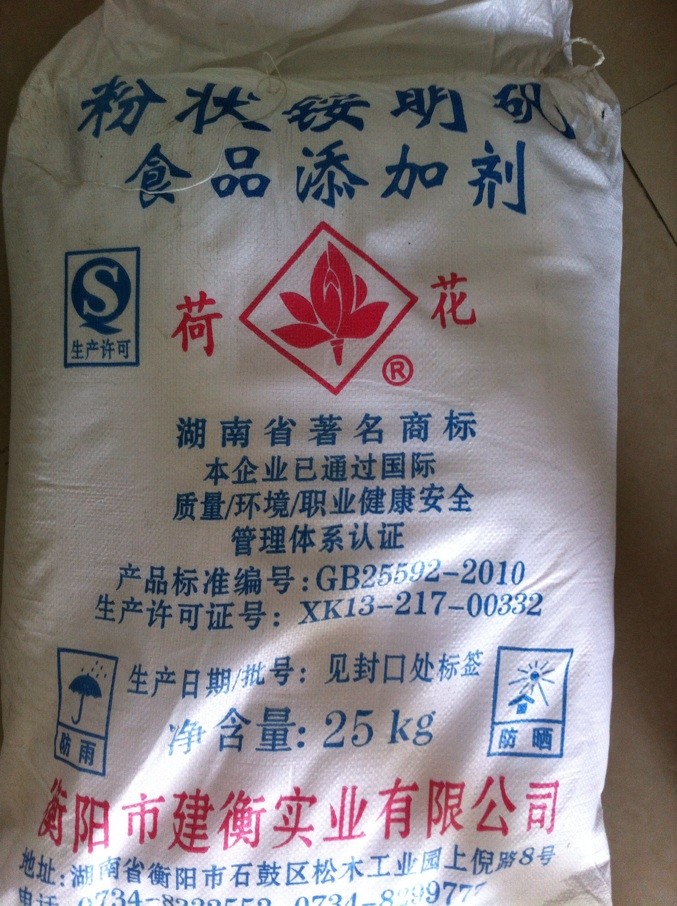 粉状铵明矾
食品添加剂
生产许可
荷
花
®
湖南省著名商标
本企业已通过国际
质量/环境/职业健康安全
管理体系认证
产品标准编号:GB25592-2010
生产许可证号: XK13-217-00332
生产日期/批号: 见封口处标签
净含量: 25 kg
防雨
防晒
衡阳市建衡实业有限公司
地址:湖南省衡阳市石鼓区松木工业园上倪路8号
电话